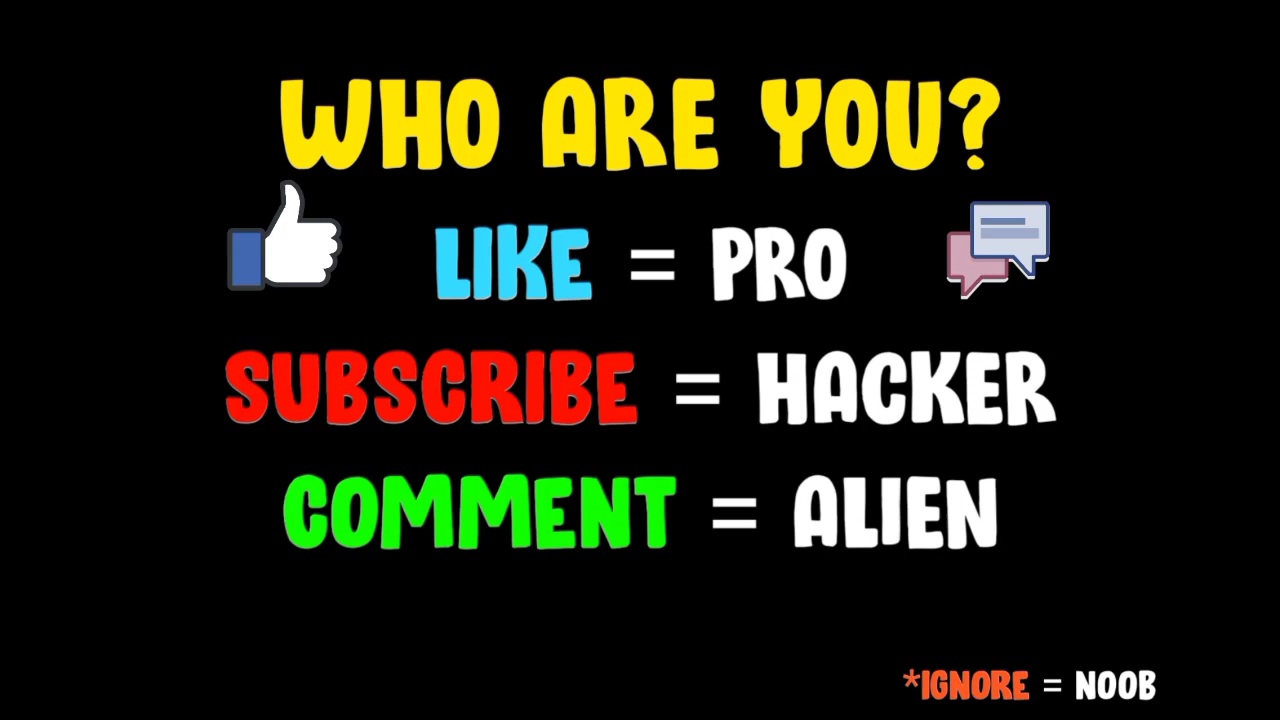 WHO ARE YOU?
LIKE = PRO
SUBSCRIBE = HACKER
COMMENT = ALIEN
*IGNORE = NOOB